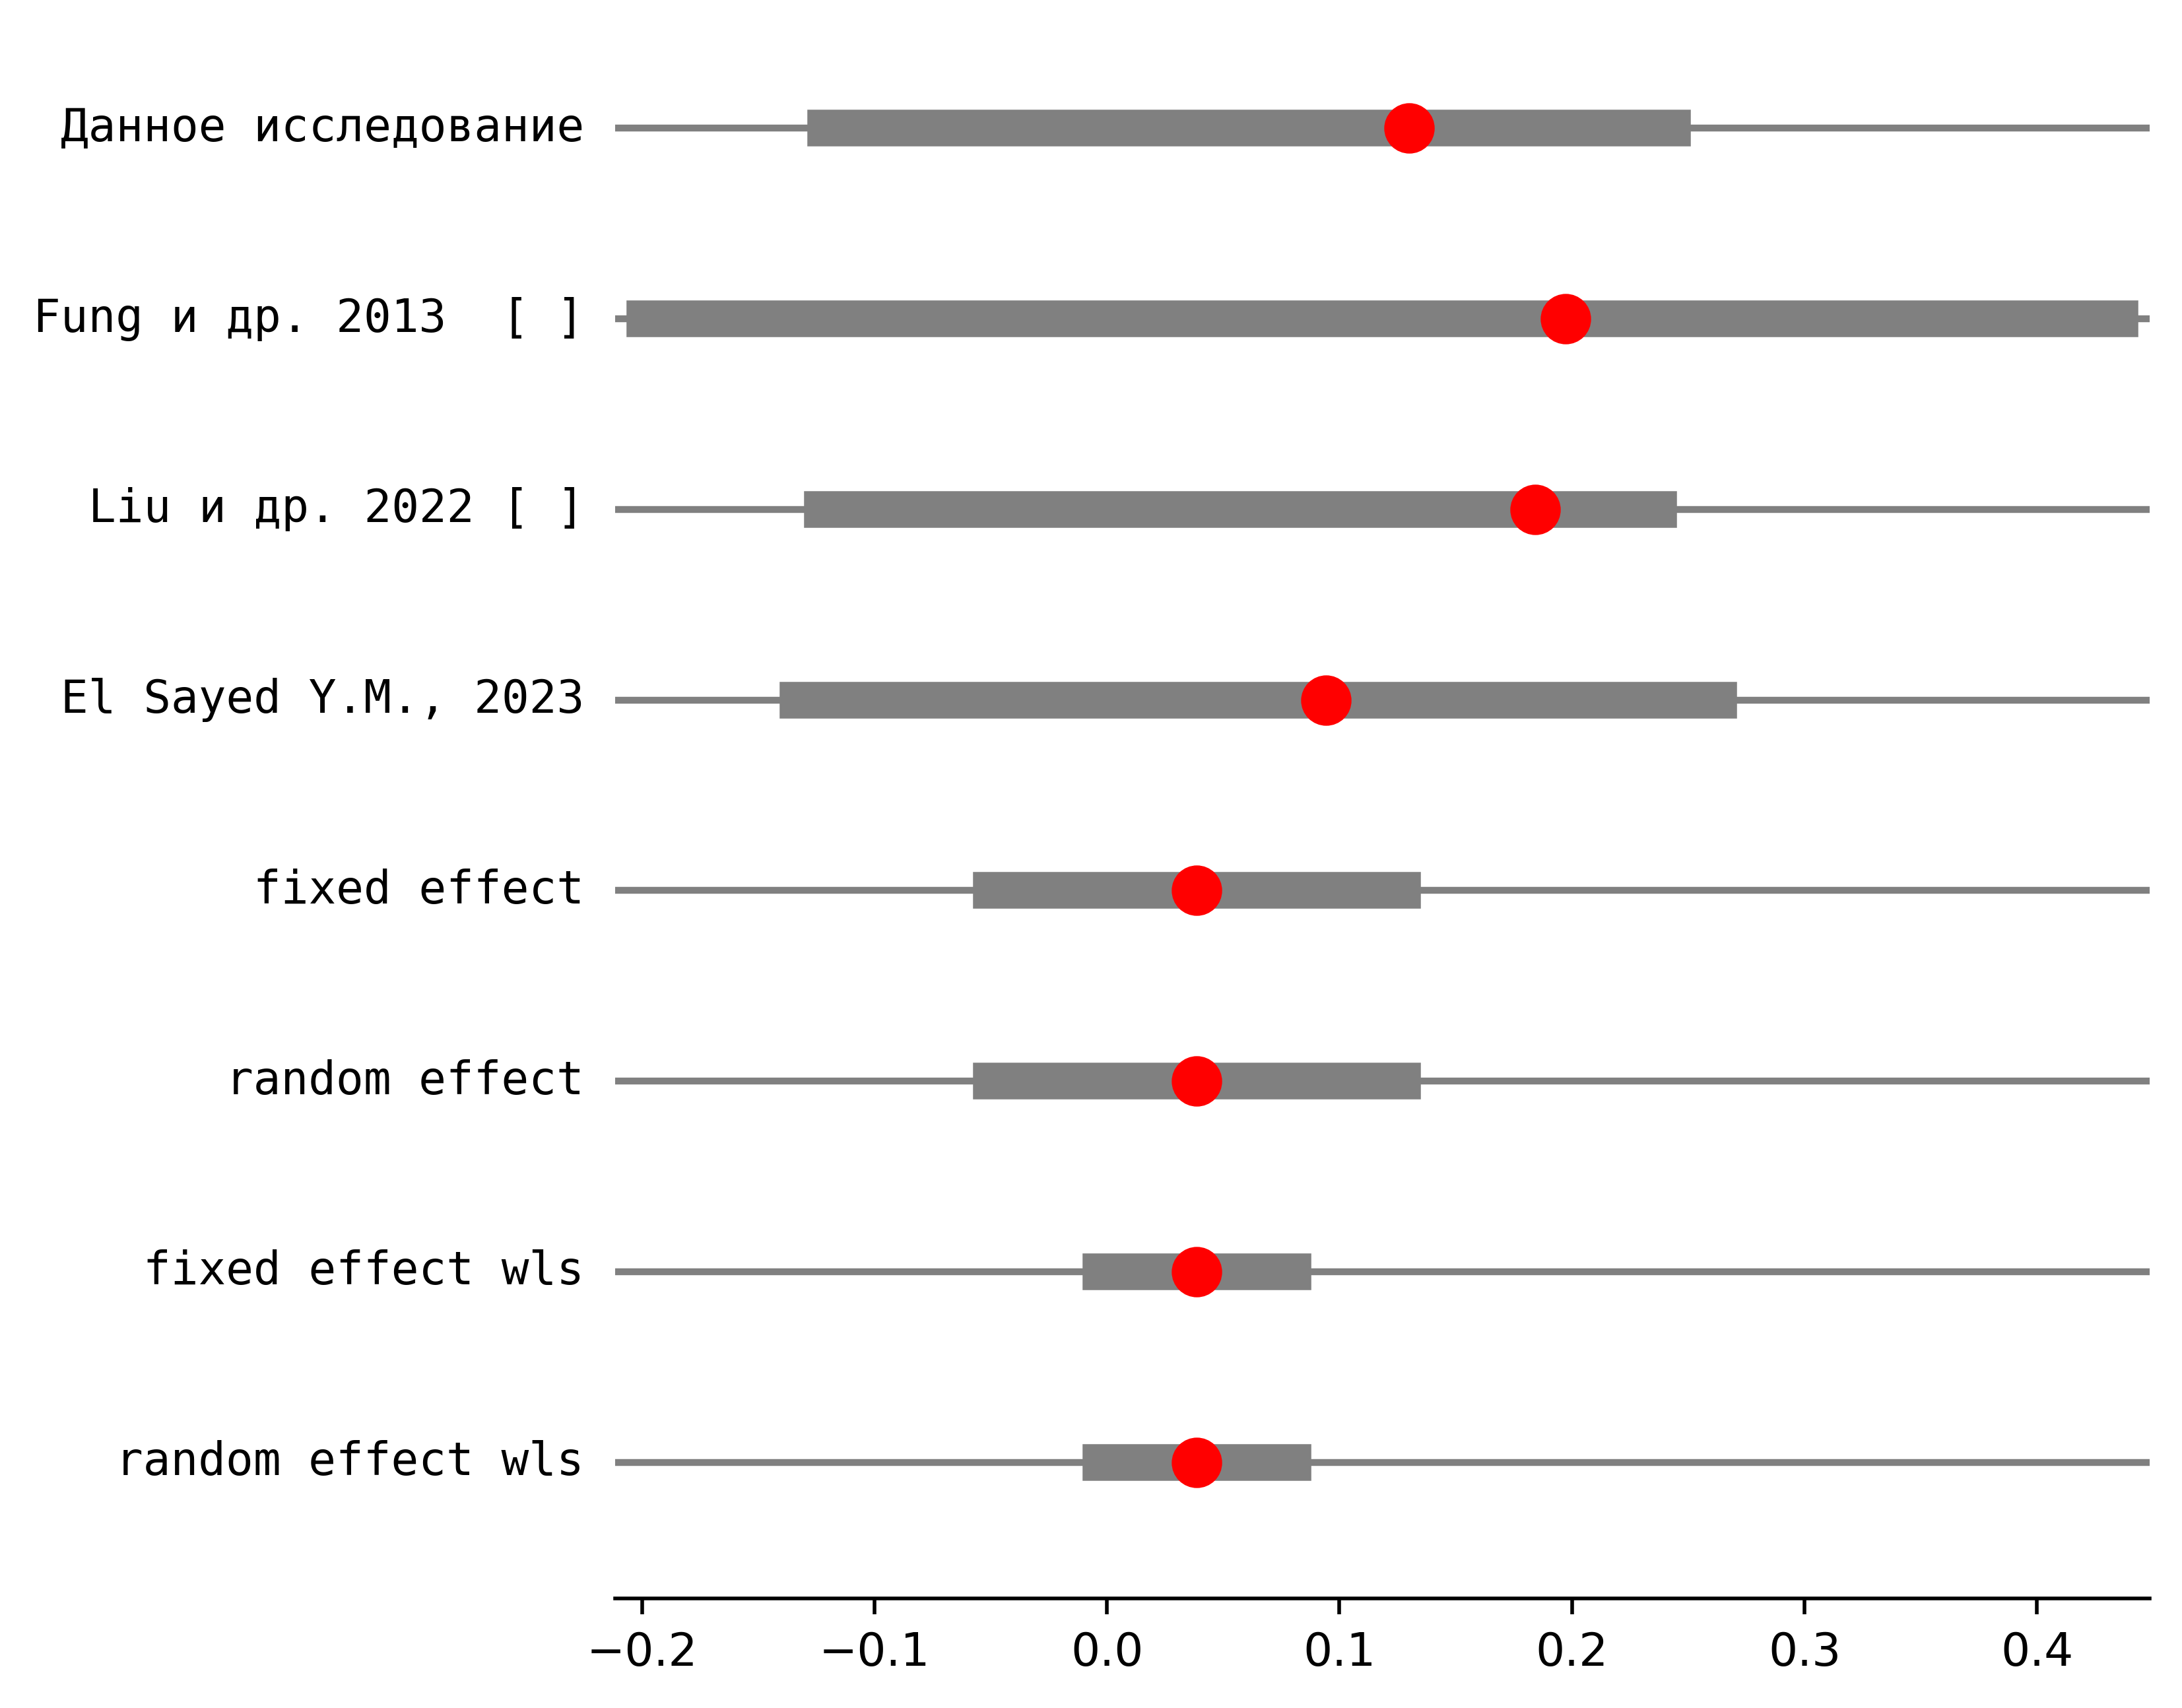 Данное исследование
Fung и др. 2013  [ ]
Liu и др. 2022 [ ]
El Sayed Y.M., 2023
fixed effect
random effect
fixed effect wls
random effect wls
−0.2 −0.1 0.0 0.1 0.2 0.3 0.4